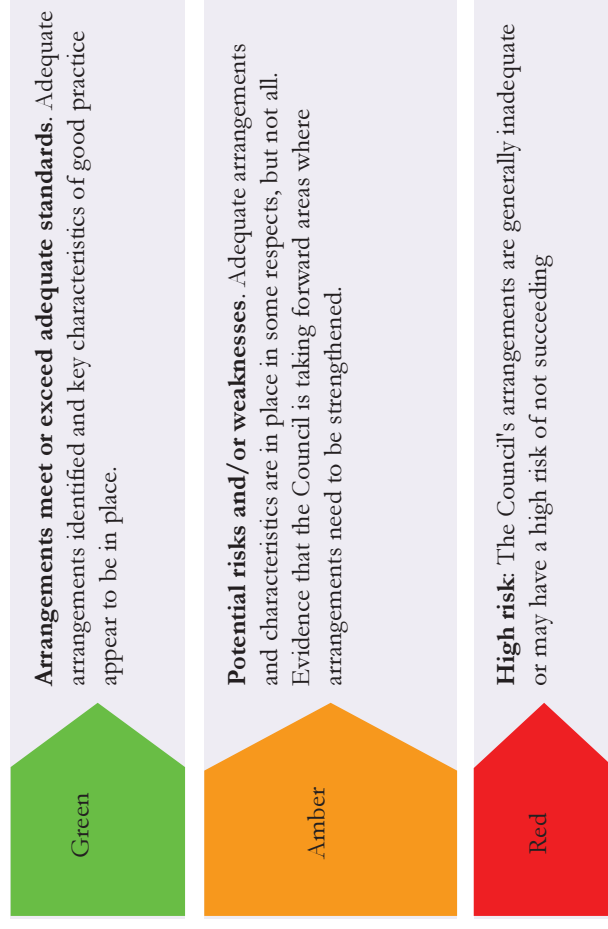 Green
Arrangements meet or exceed adequate standards. Adequate
arrangements identified and key characteristics of good practice
appear to be in place.
Amber
Potential risks and/or weaknesses. Adequate arrangements
and characteristics are in place in some respects, but not all.
Evidence that the Council is taking forward areas where
arrangements need to be strengthened.
Red
High risk: The Council's arrangements are generally inadequate
or may have a high risk of not succeeding